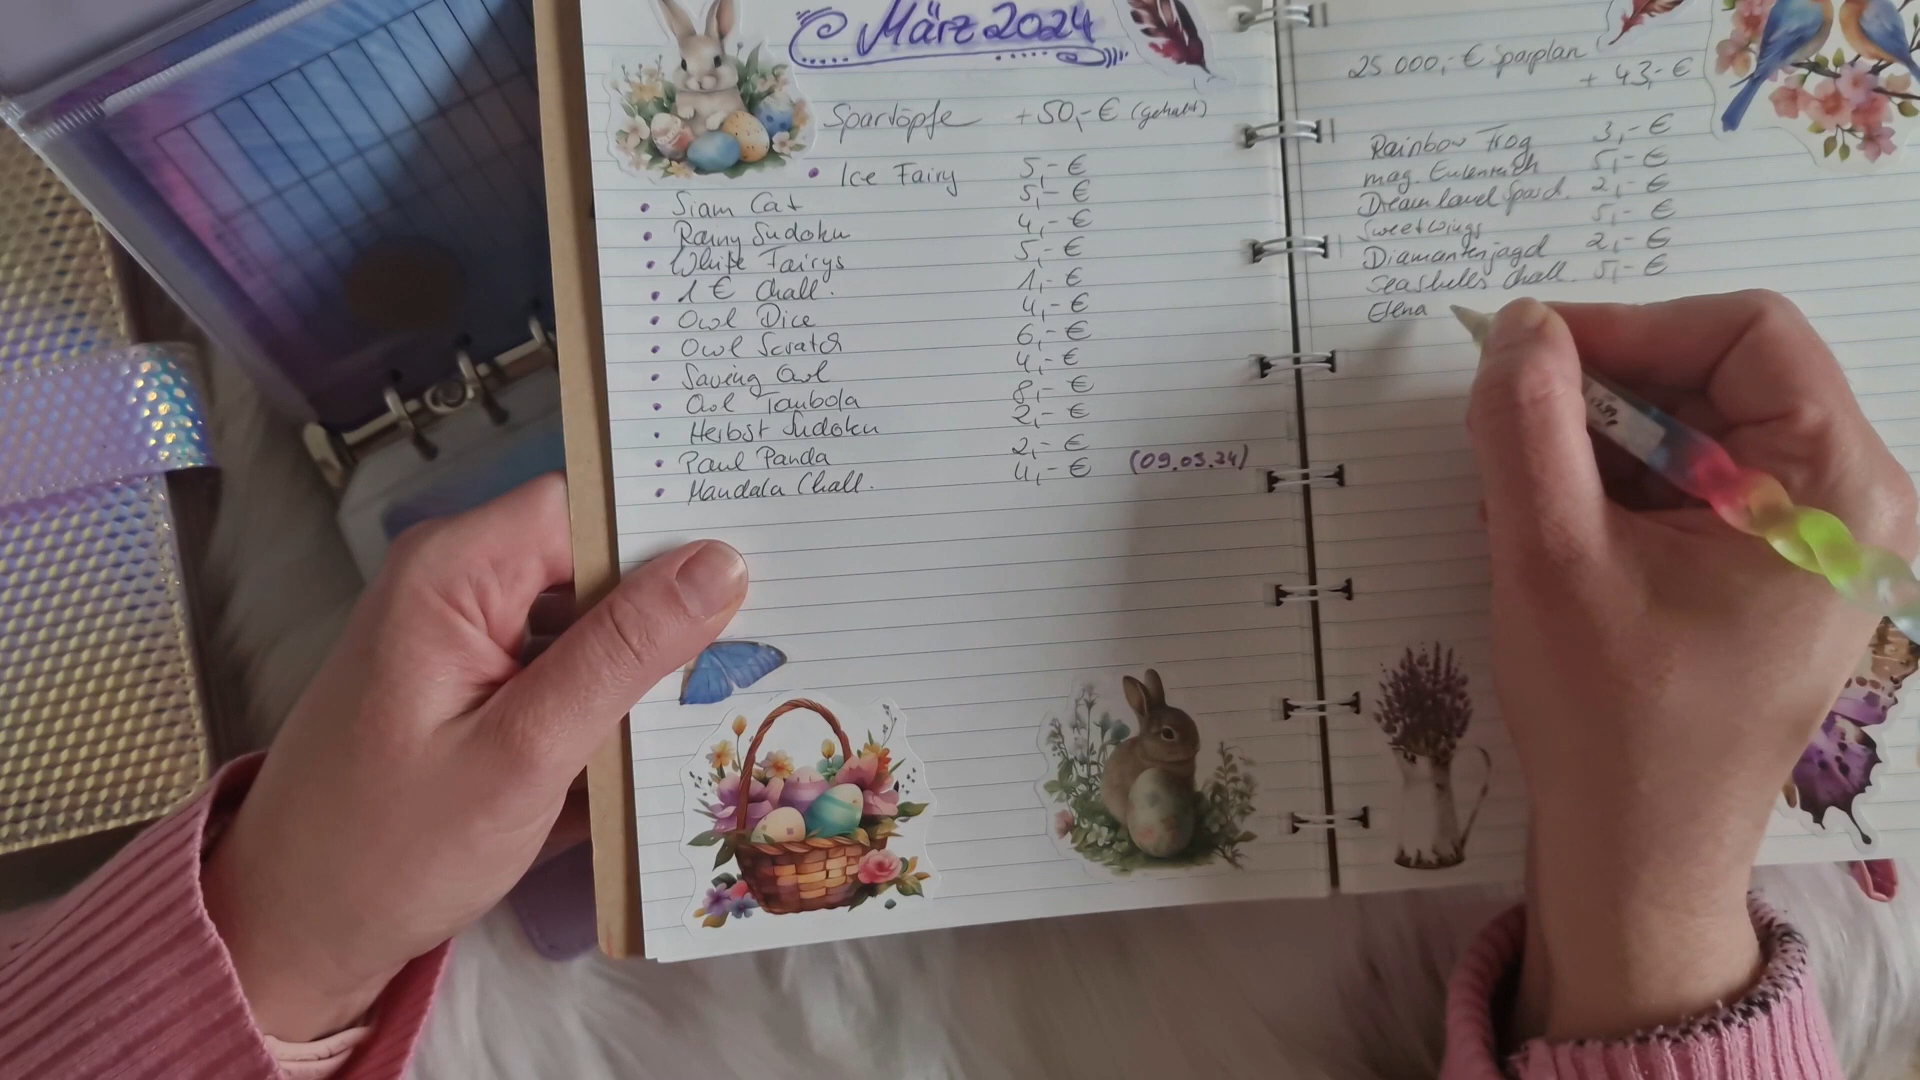 März 2024
Spartöpfe +50,-€ (gehalt)
• Ice Fairy 5,-€
• Siam Cat 5,-€
• Rainy Sudoku 4,-€
• White Fairys 5,-€
• 1 € Chall. 1,-€
• Owl Dice 4,-€
• Owl Scratch 6,-€
• Saving Owl 4,-€
• Owl Tombola 8,-€
• Herbst Sudoku 2,-€
• Paul Panda 2,-€
• Mandala Chall. 4,-€ (09.03.24)
25 000,-€ Sparplan
+ 43,-€
Rainbow Frog 3,-€
mag. Eulenreich 5,-€
Dreamland Spard. 2,-€
Sweet Wings 5,-€
Diamantenjagd 2,-€
Seashells Chall. 5,-€
Elena